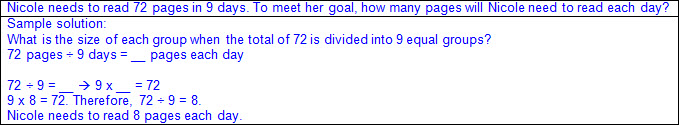 Nicole needs to read 72 pages in 9 days. To meet her goal, how many pages will Nicole need to read each day?
Sample solution:
What is the size of each group when the total of 72 is divided into 9 equal groups?
72 pages ÷ 9 days = __ pages each day
72 ÷ 9 = __ → 9 x __ = 72
9 x 8 = 72. Therefore, 72 ÷ 9 = 8.
Nicole needs to read 8 pages each day.